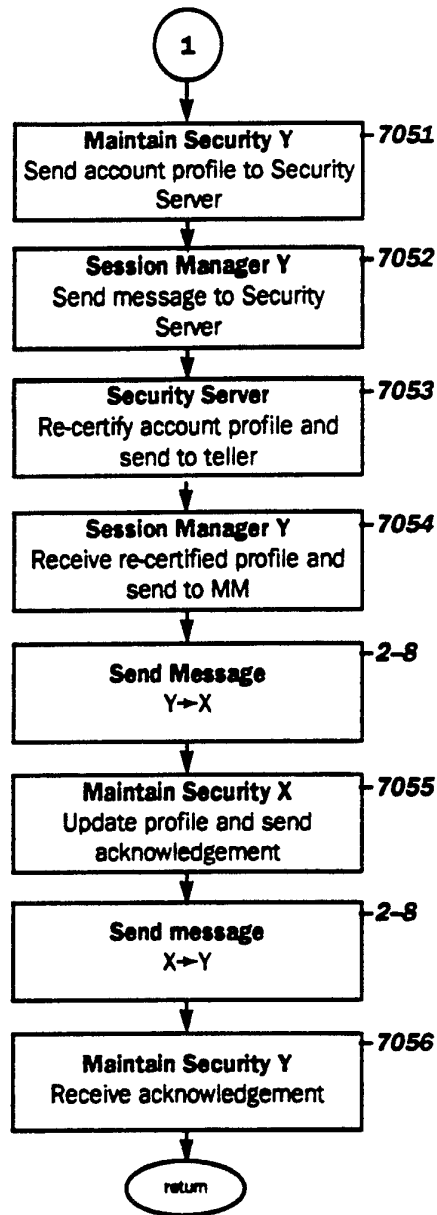 1
Maintain Security Y
7051
Send account profile to Security
Server
Session Manager Y
7052
Send message to Security
Server
Security Server
7053
Re-certify account profile and
send to teller
Session Manager Y
7054
Receive re-certified profile and
send to MM
Send Message
2-8
Y→X
Maintain Security X
7055
Update profile and send
acknowledgement
Send message
2-8
X→Y
Maintain Security Y
7056
Receive acknowledgement
return